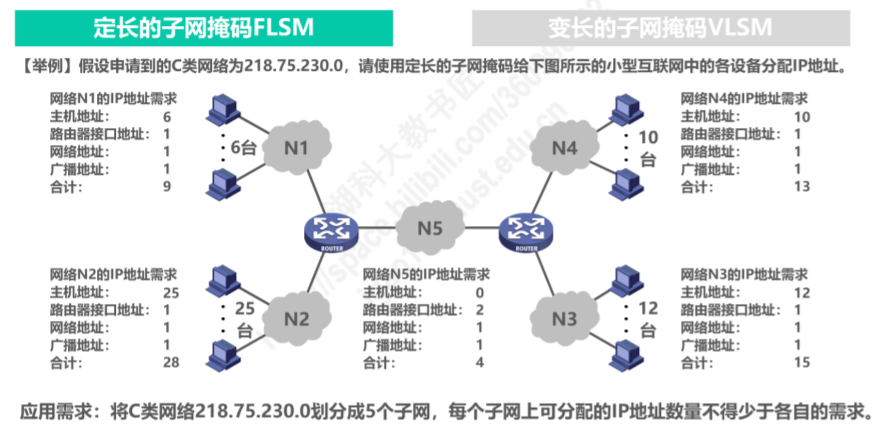 定长的子网掩码FLSM
变长的子网掩码VLSM
【举例】假设申请到的C类网络为218.75.230.0，请使用定长的子网掩码给下图所示的小型互联网中的各设备分配IP地址。
网络N1的IP地址需求
主机地址： 6
路由器接口地址： 1
网络地址： 1
广播地址： 1
合计： 9
6台
N1
N4
10
台
网络N4的IP地址需求
主机地址： 10
路由器接口地址： 1
网络地址： 1
广播地址： 1
合计： 13
ROUTER
N5
ROUTER
网络N2的IP地址需求
主机地址： 25
路由器接口地址： 1
网络地址： 1
广播地址： 1
合计： 28
25
台
N2
网络N5的IP地址需求
主机地址： 0
路由器接口地址： 2
网络地址： 1
广播地址： 1
合计： 4
N3
12
台
网络N3的IP地址需求
主机地址： 12
路由器接口地址： 1
网络地址： 1
广播地址： 1
合计： 15
应用需求：将C类网络218.75.230.0划分成5个子网，每个子网上可分配的IP地址数量不得少于各自的需求。